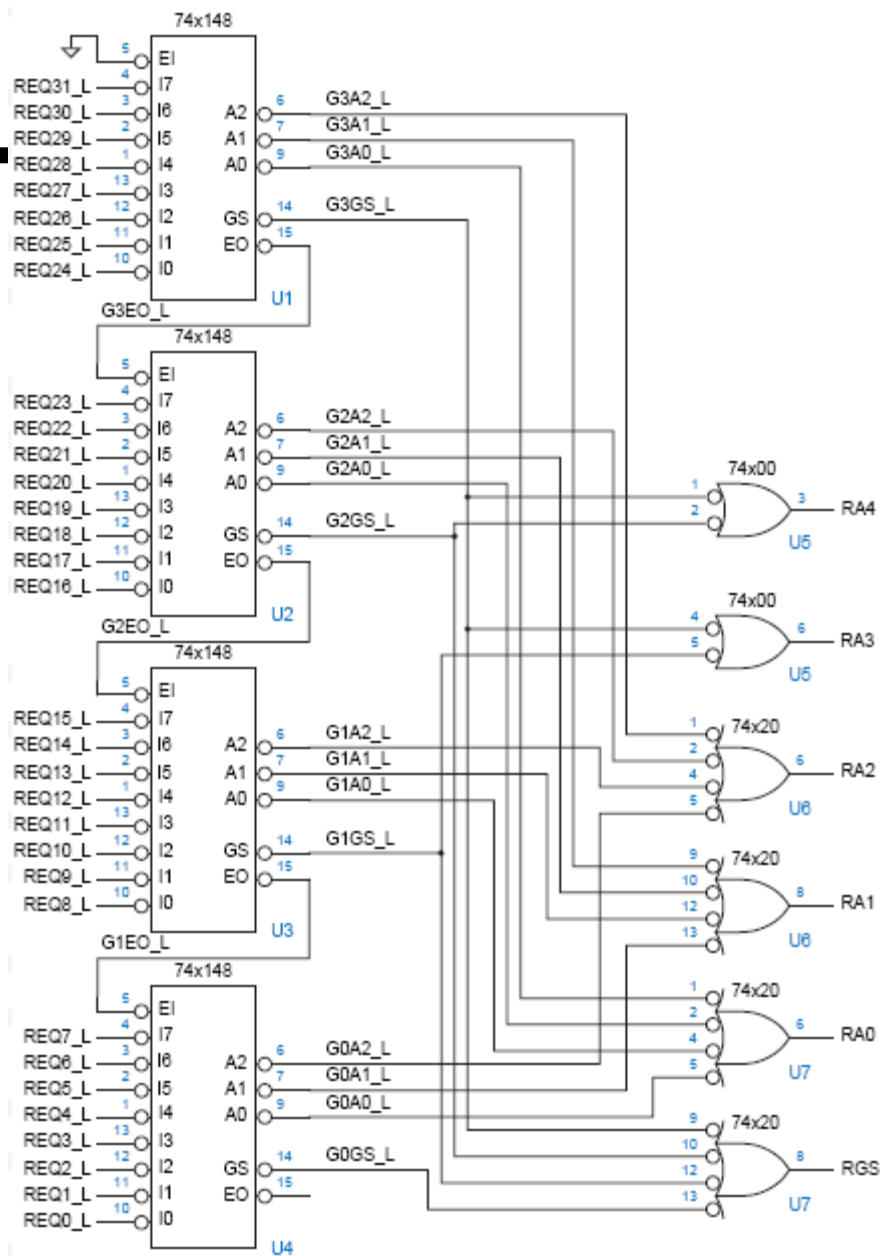 74x148
5 EI
REQ31_L 4 I7
REQ30_L 3 I6 A2 6 G3A2_L
REQ29_L 2 I5 A1 7 G3A1_L
REQ28_L 1 I4 A0 9 G3A0_L
REQ27_L 13 I3
REQ26_L 12 I2 GS 14 G3GS_L
REQ25_L 11 I1 EO 15
REQ24_L 10 I0
U1
G3EO_L
74x148
5 EI
REQ23_L 4 I7
REQ22_L 3 I6 A2 6 G2A2_L
REQ21_L 2 I5 A1 7 G2A1_L
REQ20_L 1 I4 A0 9 G2A0_L
REQ19_L 13 I3
REQ18_L 12 I2 GS 14 G2GS_L
REQ17_L 11 I1 EO 15
REQ16_L 10 I0
U2
G2EO_L
74x148
5 EI
REQ15_L 4 I7
REQ14_L 3 I6 A2 6 G1A2_L
REQ13_L 2 I5 A1 7 G1A1_L
REQ12_L 1 I4 A0 9 G1A0_L
REQ11_L 13 I3
REQ10_L 12 I2 GS 14 G1GS_L
REQ9_L 11 I1 EO 15
REQ8_L 10 I0
U3
G1EO_L
74x148
5 EI
REQ7_L 4 I7
REQ6_L 3 I6 A2 6 G0A2_L
REQ5_L 2 I5 A1 7 G0A1_L
REQ4_L 1 I4 A0 9 G0A0_L
REQ3_L 13 I3
REQ2_L 12 I2 GS 14 G0GS_L
REQ1_L 11 I1 EO 15
REQ0_L 10 I0
U4
74x00
1 3 RA4
2
U5
74x00
4 6 RA3
5
U5
74x20
1
2 6 RA2
4
5 U6
74x20
9
10 8 RA1
12
13 U6
74x20
1
2 6 RA0
4
5 U7
74x20
9
10 8 RGS
12
13 U7